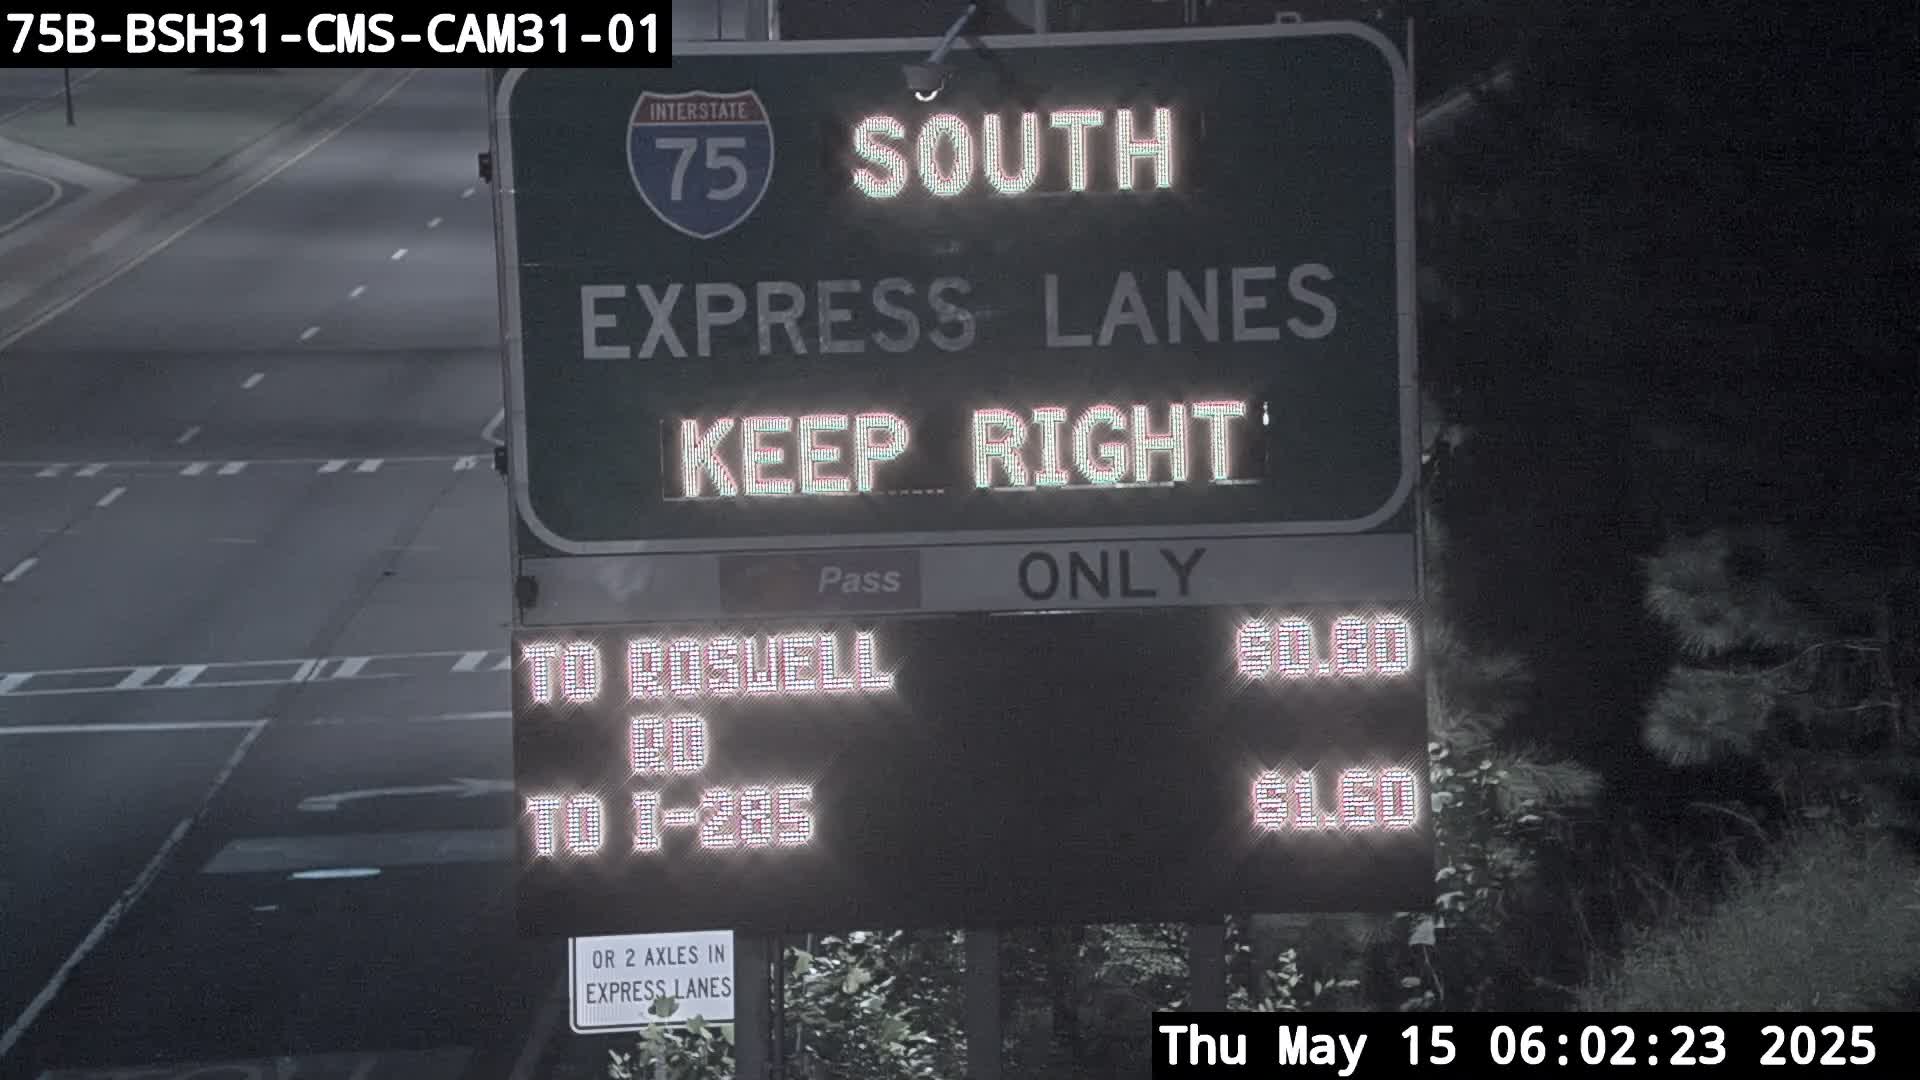 75B-BSH31-CMS-CAM31-01
INTERSTATE
75
SOUTH
EXPRESS LANES
KEEP RIGHT
Pass ONLY
TO ROSWELL $0.80
RD
TO I-285 $1.60
OR 2 AXLES IN
EXPRESS LANES
Thu May 15 06:02:23 2025